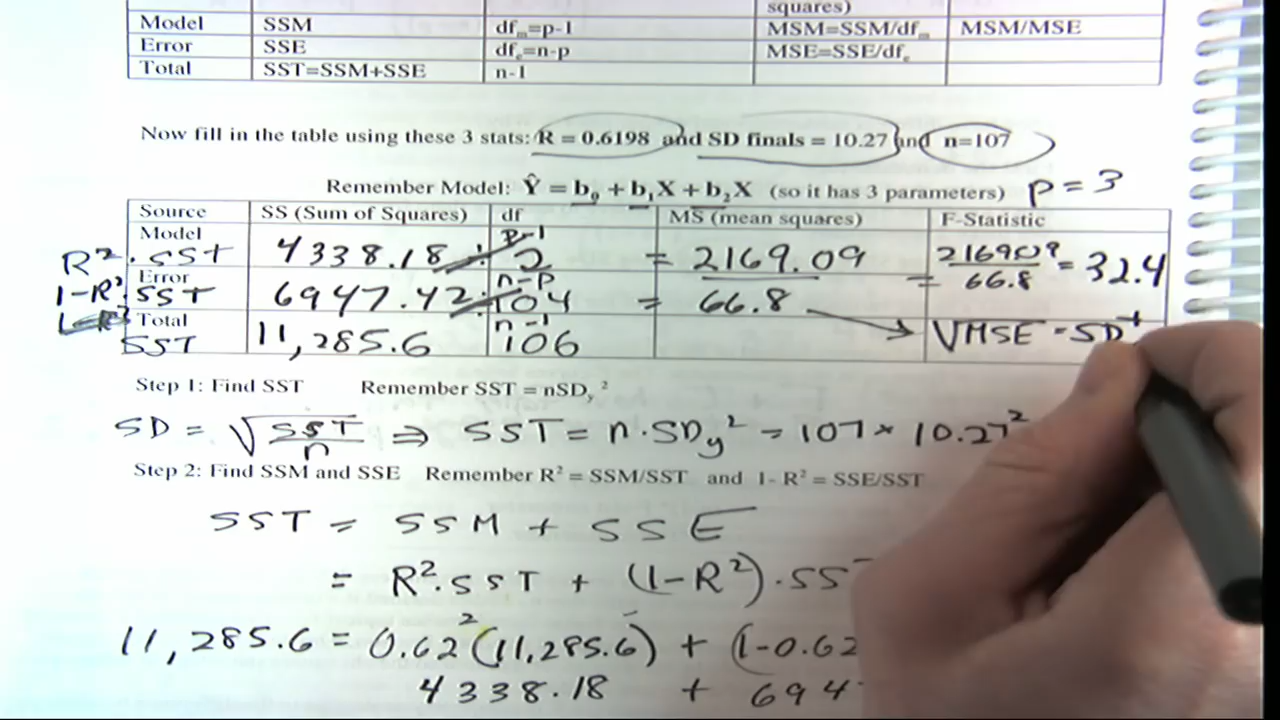 squares)
Model SSM df_m=p-1 MSM=SSM/df_m MSM/MSE
Error SSE df_e=n-p MSE=SSE/df_e
Total SST=SSM+SSE n-1
Now fill in the table using these 3 stats: R = 0.6198 and SD finals = 10.27 and n=107
Remember Model: Ŷ = b₀ + b₁X + b₂X (so it has 3 parameters) p = 3
Source SS (Sum of Squares) df MS (mean squares) F-Statistic
Model p-1
R²·SST 4338.18 ÷ 2 = 2169.09 = 2169.09/66.8 = 32.4
Error n-p
1-R²·SST 6947.42 ÷ 104 = 66.8 → √MSE = SD+
Total n-1
SST 11,285.6 106
Step 1: Find SST Remember SST = nSD_y²
SD = √SST/n ⇒ SST = n·SD_y² = 107 × 10.27²
Step 2: Find SSM and SSE Remember R² = SSM/SST and 1- R² = SSE/SST
SST = SSM + SSE
= R²·SST + (1-R²)·SS
11,285.6 = 0.62²(11,285.6) + (1-0.62
4338.18 + 694